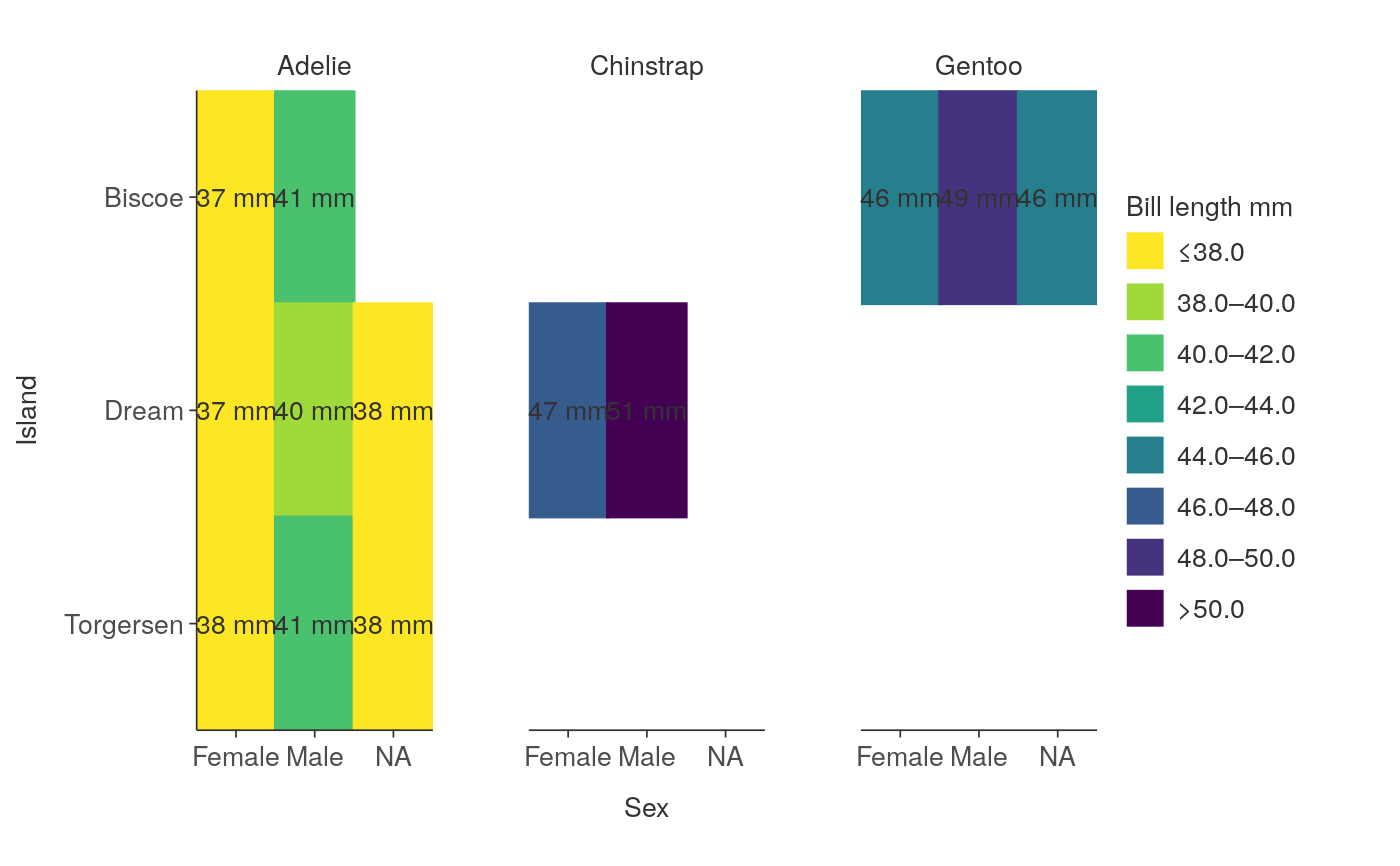 Adelie Chinstrap Gentoo
Biscoe 37 mm 41 mm 46 mm 49 mm 46 mm
Dream 37 mm 40 mm 38 mm 47 mm 51 mm
Torgersen 38 mm 41 mm 38 mm
Island
Female Male NA Female Male NA Female Male NA
Sex
Bill length mm
≤38.0
38.0–40.0
40.0–42.0
42.0–44.0
44.0–46.0
46.0–48.0
48.0–50.0
>50.0